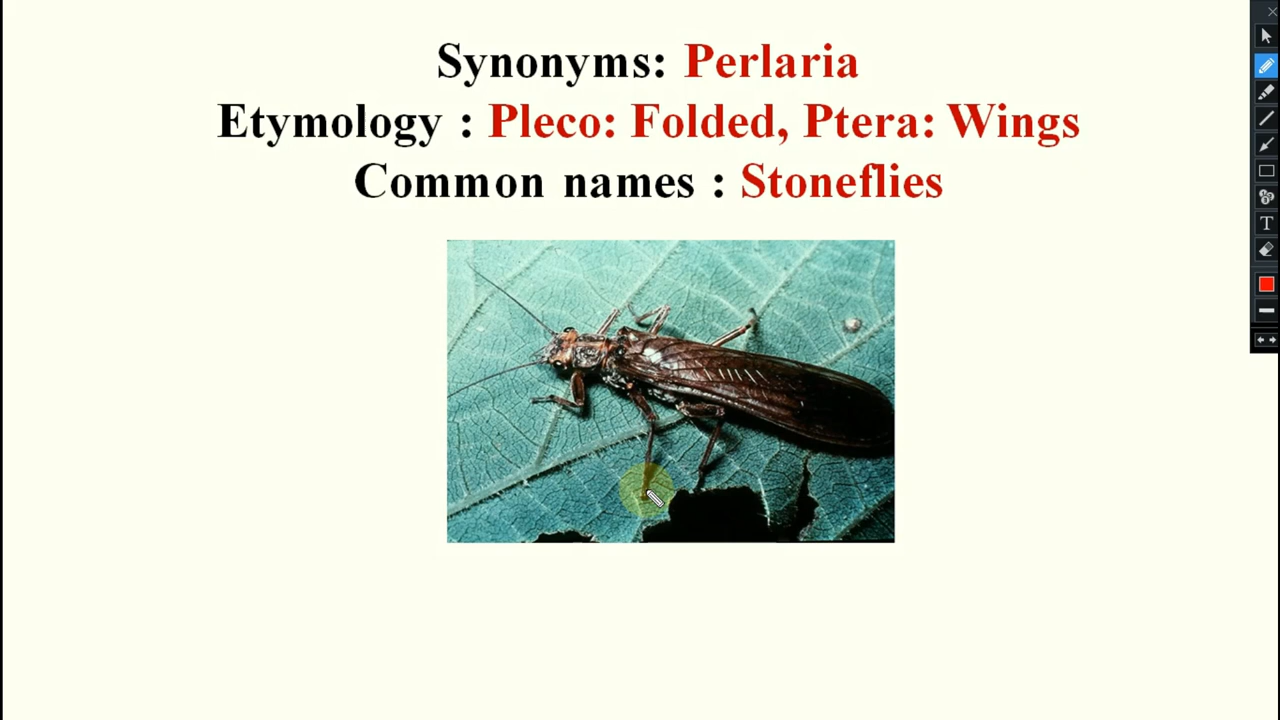 Synonyms: Perlaria
Etymology : Pleco: Folded, Ptera: Wings
Common names : Stoneflies
T